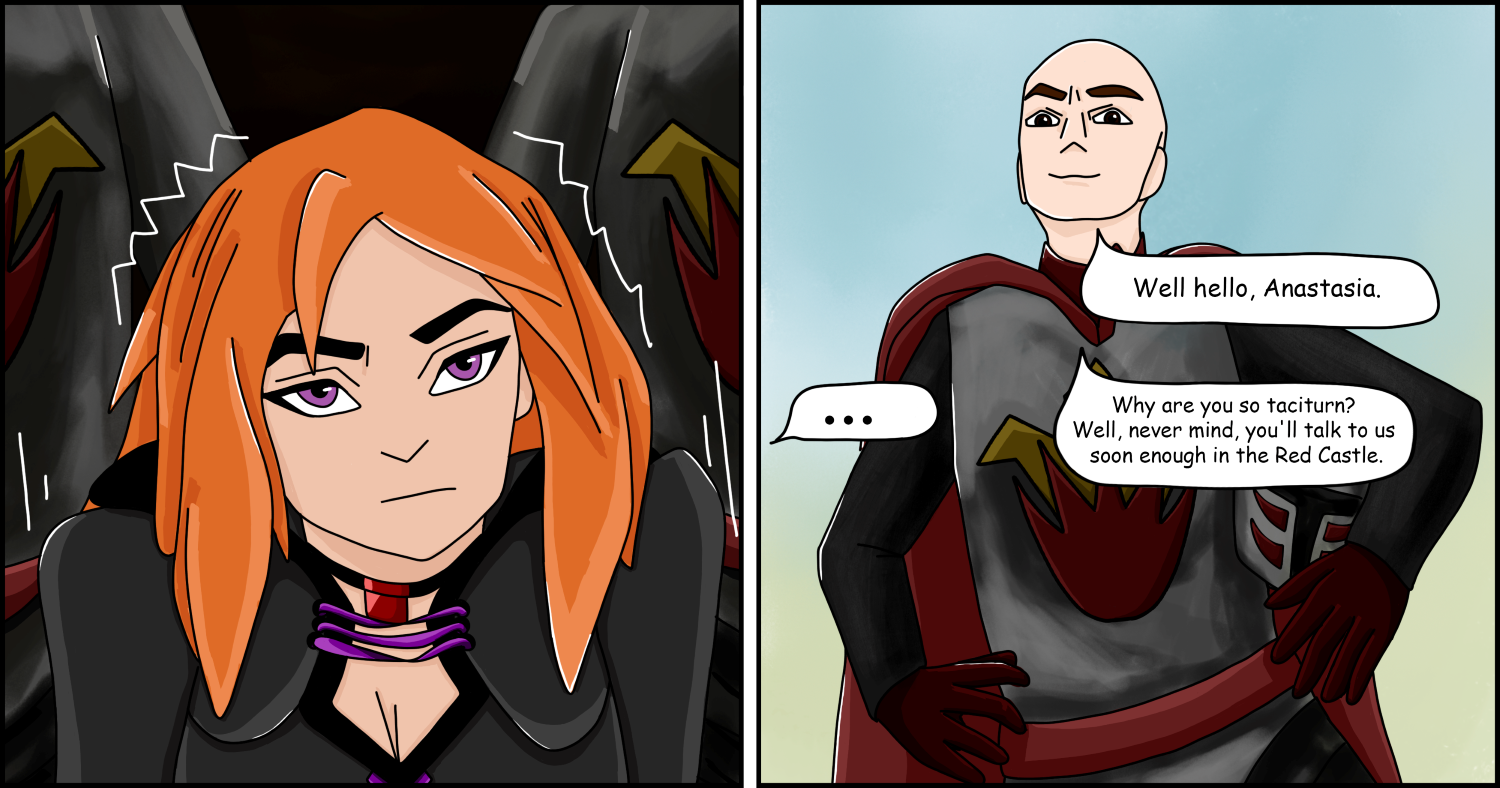 Well hello, Anastasia.
...
Why are you so taciturn?
Well, never mind, you'll talk to us
soon enough in the Red Castle.